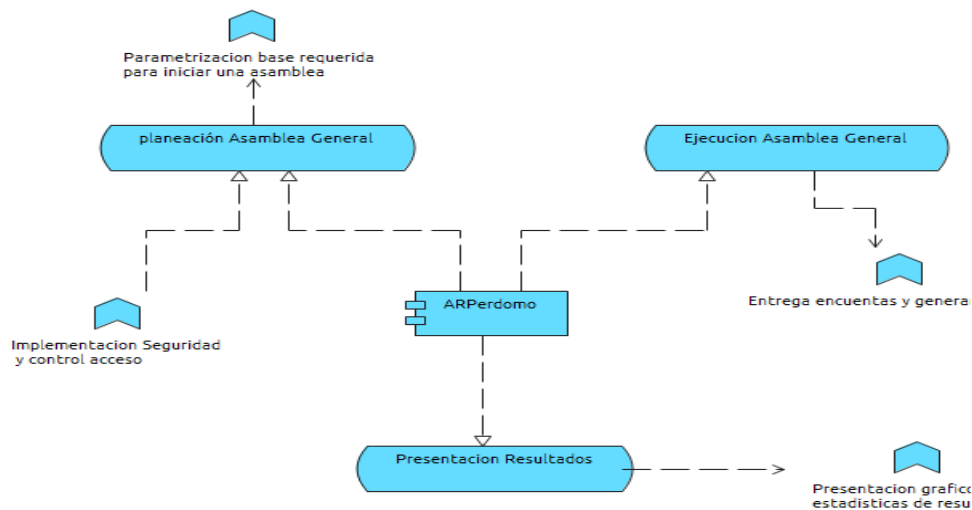 Parametrizacion base requerida
para iniciar una asamblea
planeación Asamblea General
Ejecucion Asamblea General
ARPerdomo
Entrega encuentas y generar
Implementacion Seguridad
y control acceso
Presentacion Resultados
Presentacion grafico
estadisticas de resu